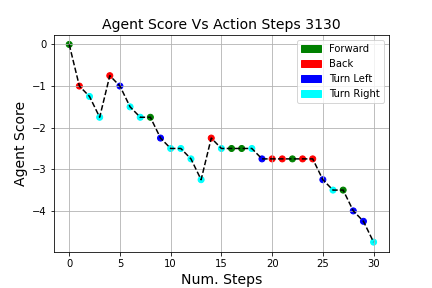 Agent Score Vs Action Steps 3130
Forward
Back
Turn Left
Turn Right
Agent Score
0
−1
−2
−3
−4
0 5 10 15 20 25 30
Num. Steps